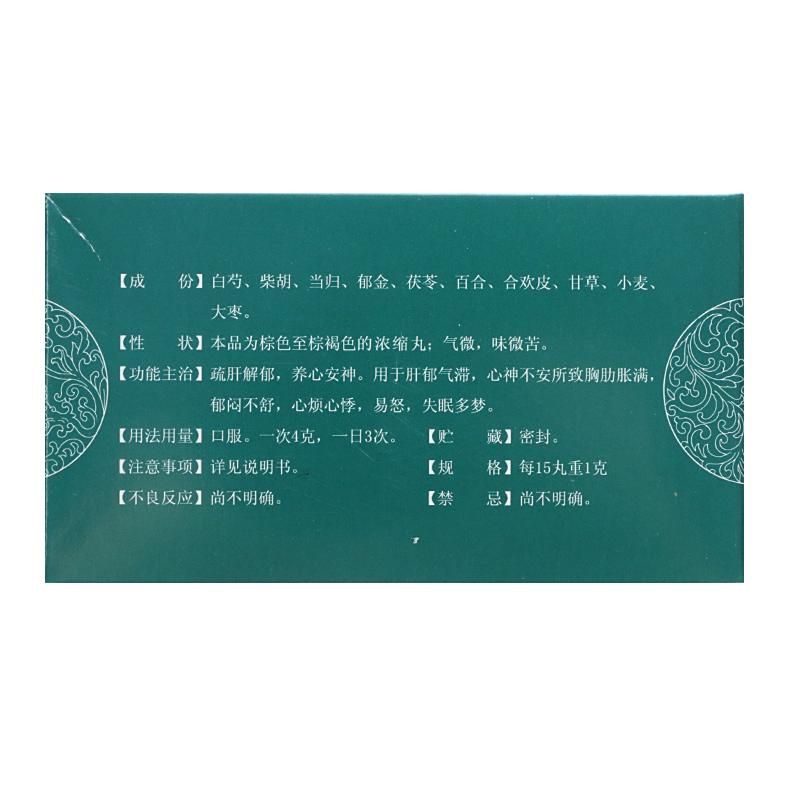 【成　份】白芍、柴胡、当归、郁金、茯苓、百合、合欢皮、甘草、小麦、
大枣。
【性　状】本品为棕色至棕褐色的浓缩丸；气微，味微苦。
【功能主治】疏肝解郁，养心安神。用于肝郁气滞，心神不安所致胸肋胀满，
郁闷不舒，心烦心悸，易怒，失眠多梦。
【用法用量】口服。一次4克，一日3次。　【贮　藏】密封。
【注意事项】详见说明书。　【规　格】每15丸重1克
【不良反应】尚不明确。　【禁　忌】尚不明确。